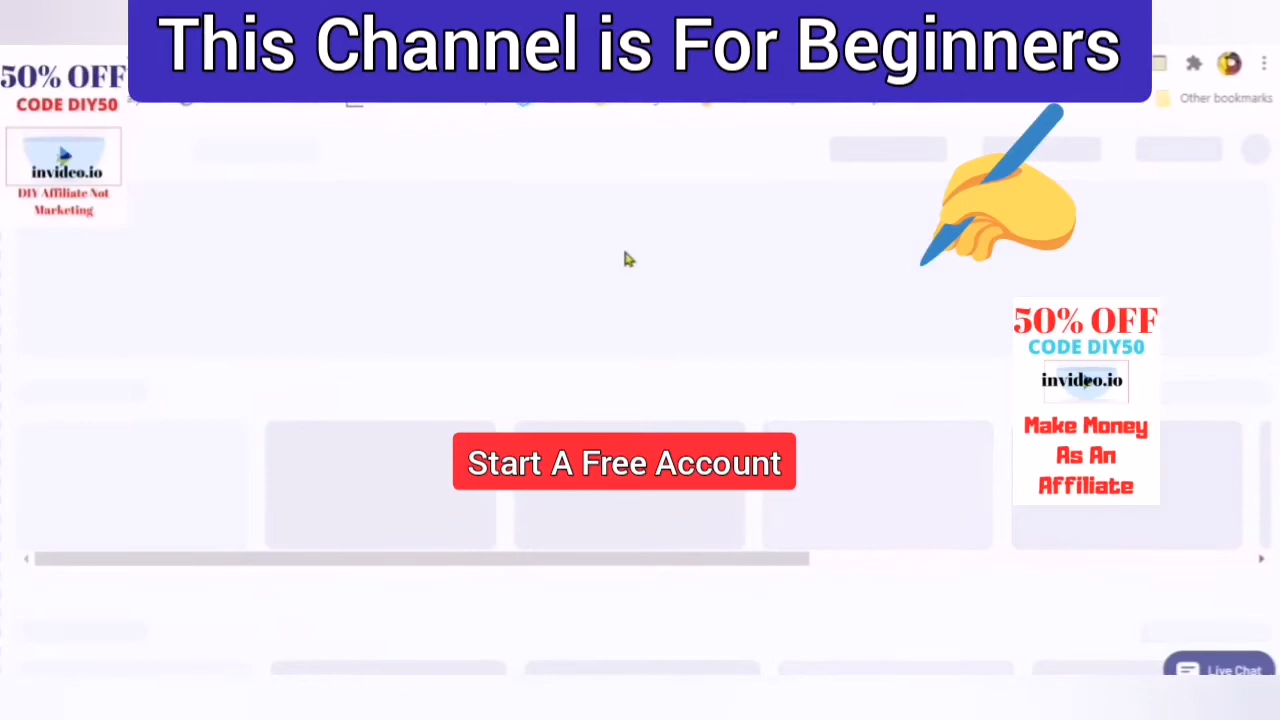 This Channel is For Beginners
50% OFF
CODE DIY50
invideo.io
DIY Affiliate Not
Marketing
Other bookmarks
50% OFF
CODE DIY50
invideo.io
Make Money
As An
Affiliate
Start A Free Account
Live Chat